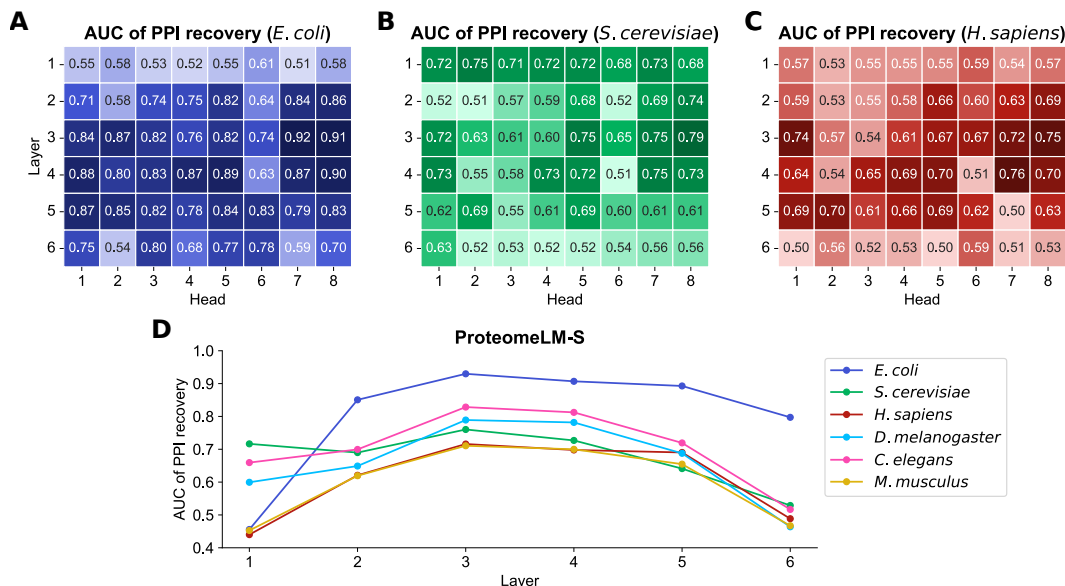 A
AUC of PPI recovery (E. coli)
Layer
1 0.55 0.58 0.53 0.52 0.55 0.61 0.51 0.58
2 0.71 0.58 0.74 0.75 0.82 0.64 0.84 0.86
3 0.84 0.87 0.82 0.76 0.82 0.74 0.92 0.91
4 0.88 0.80 0.83 0.87 0.89 0.63 0.87 0.90
5 0.87 0.85 0.82 0.78 0.84 0.83 0.79 0.83
6 0.75 0.54 0.80 0.68 0.77 0.78 0.59 0.70
1 2 3 4 5 6 7 8
Head
B
AUC of PPI recovery (S. cerevisiae)
1 0.72 0.75 0.71 0.72 0.72 0.68 0.73 0.68
2 0.52 0.51 0.57 0.59 0.68 0.52 0.69 0.74
3 0.72 0.63 0.61 0.60 0.75 0.65 0.75 0.79
4 0.73 0.55 0.58 0.73 0.72 0.51 0.75 0.73
5 0.62 0.69 0.55 0.61 0.69 0.60 0.61 0.61
6 0.63 0.52 0.53 0.52 0.52 0.54 0.56 0.56
1 2 3 4 5 6 7 8
Head
C
AUC of PPI recovery (H. sapiens)
1 0.57 0.53 0.55 0.55 0.55 0.59 0.54 0.57
2 0.59 0.53 0.55 0.58 0.66 0.60 0.63 0.69
3 0.74 0.57 0.54 0.61 0.67 0.67 0.72 0.75
4 0.64 0.54 0.65 0.69 0.70 0.51 0.76 0.70
5 0.69 0.70 0.61 0.66 0.69 0.62 0.50 0.63
6 0.50 0.56 0.52 0.53 0.50 0.59 0.51 0.53
1 2 3 4 5 6 7 8
Head
D
ProteomeLM-S
AUC of PPI recovery
1.0
0.9
0.8
0.7
0.6
0.5
0.4
1 2 3 4 5 6
Layer
E. coli
S. cerevisiae
H. sapiens
D. melanogaster
C. elegans
M. musculus